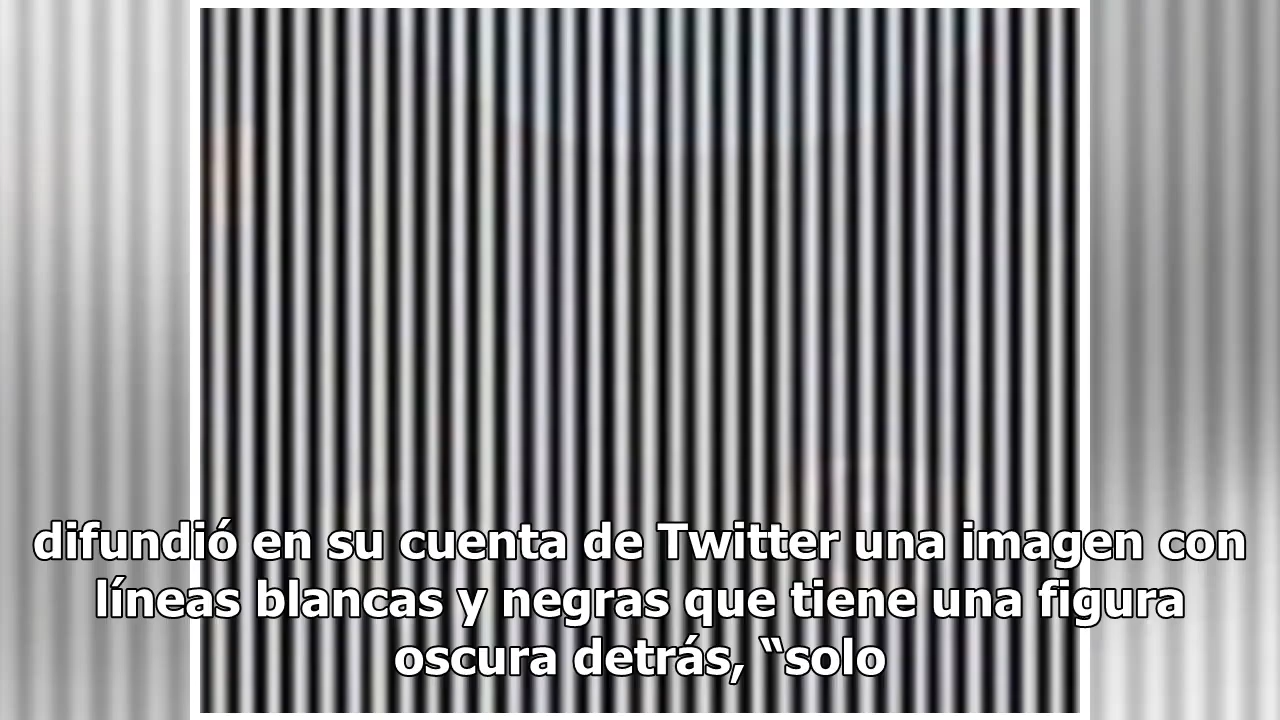 difundió en su cuenta de Twitter una imagen con
líneas blancas y negras que tiene una figura
oscura detrás, “solo